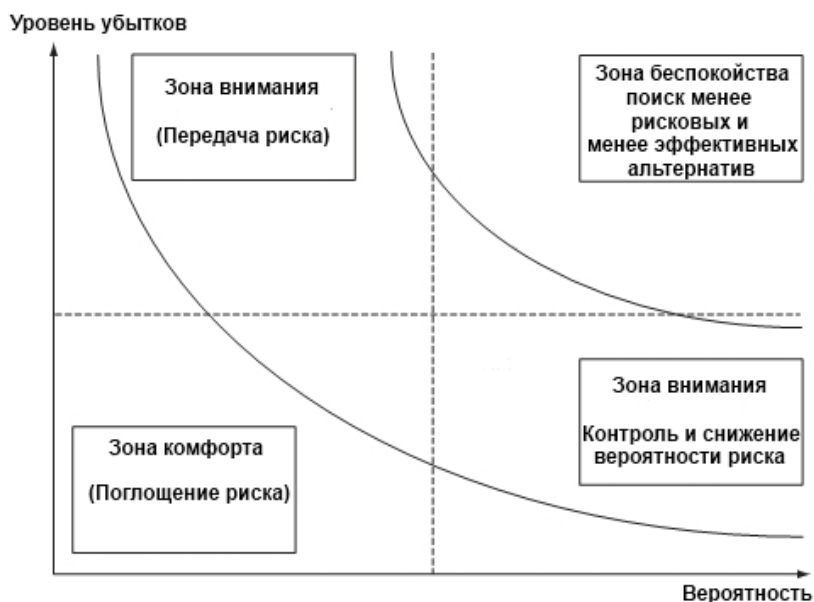 Уровень убытков
Зона внимания
(Передача риска)
Зона беспокойства
поиск менее
рисковых и
менее эффективных
альтернатив
Зона комфорта
(Поглощение риска)
Зона внимания
Контроль и снижение
вероятности риска
Вероятность